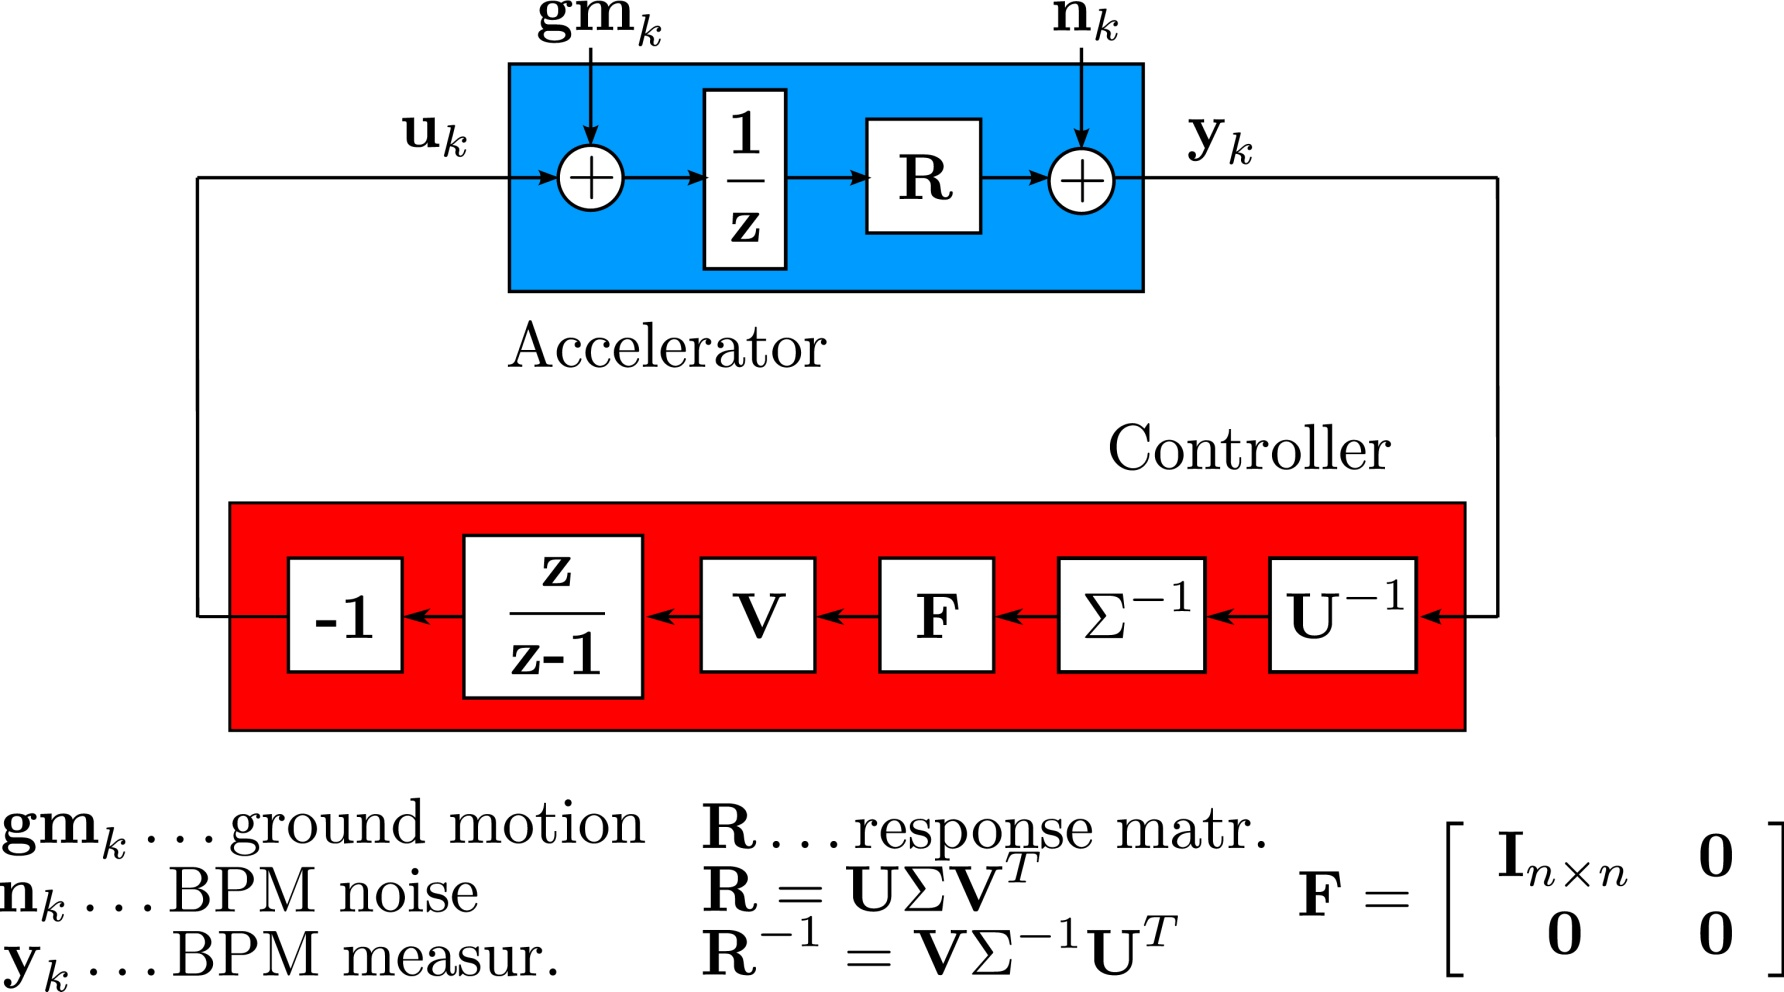 gm_k n_k
u_k y_k
+ 1/z R +
Accelerator
Controller
-1 z/(z-1) V F Σ^{-1} U^{-1}
gm_k ...ground motion
n_k ...BPM noise
y_k ...BPM measur.
R ...response matr.
R = UΣV^T
R^{-1} = VΣ^{-1}U^T
F = [ I_{n×n} 0
0 0 ]